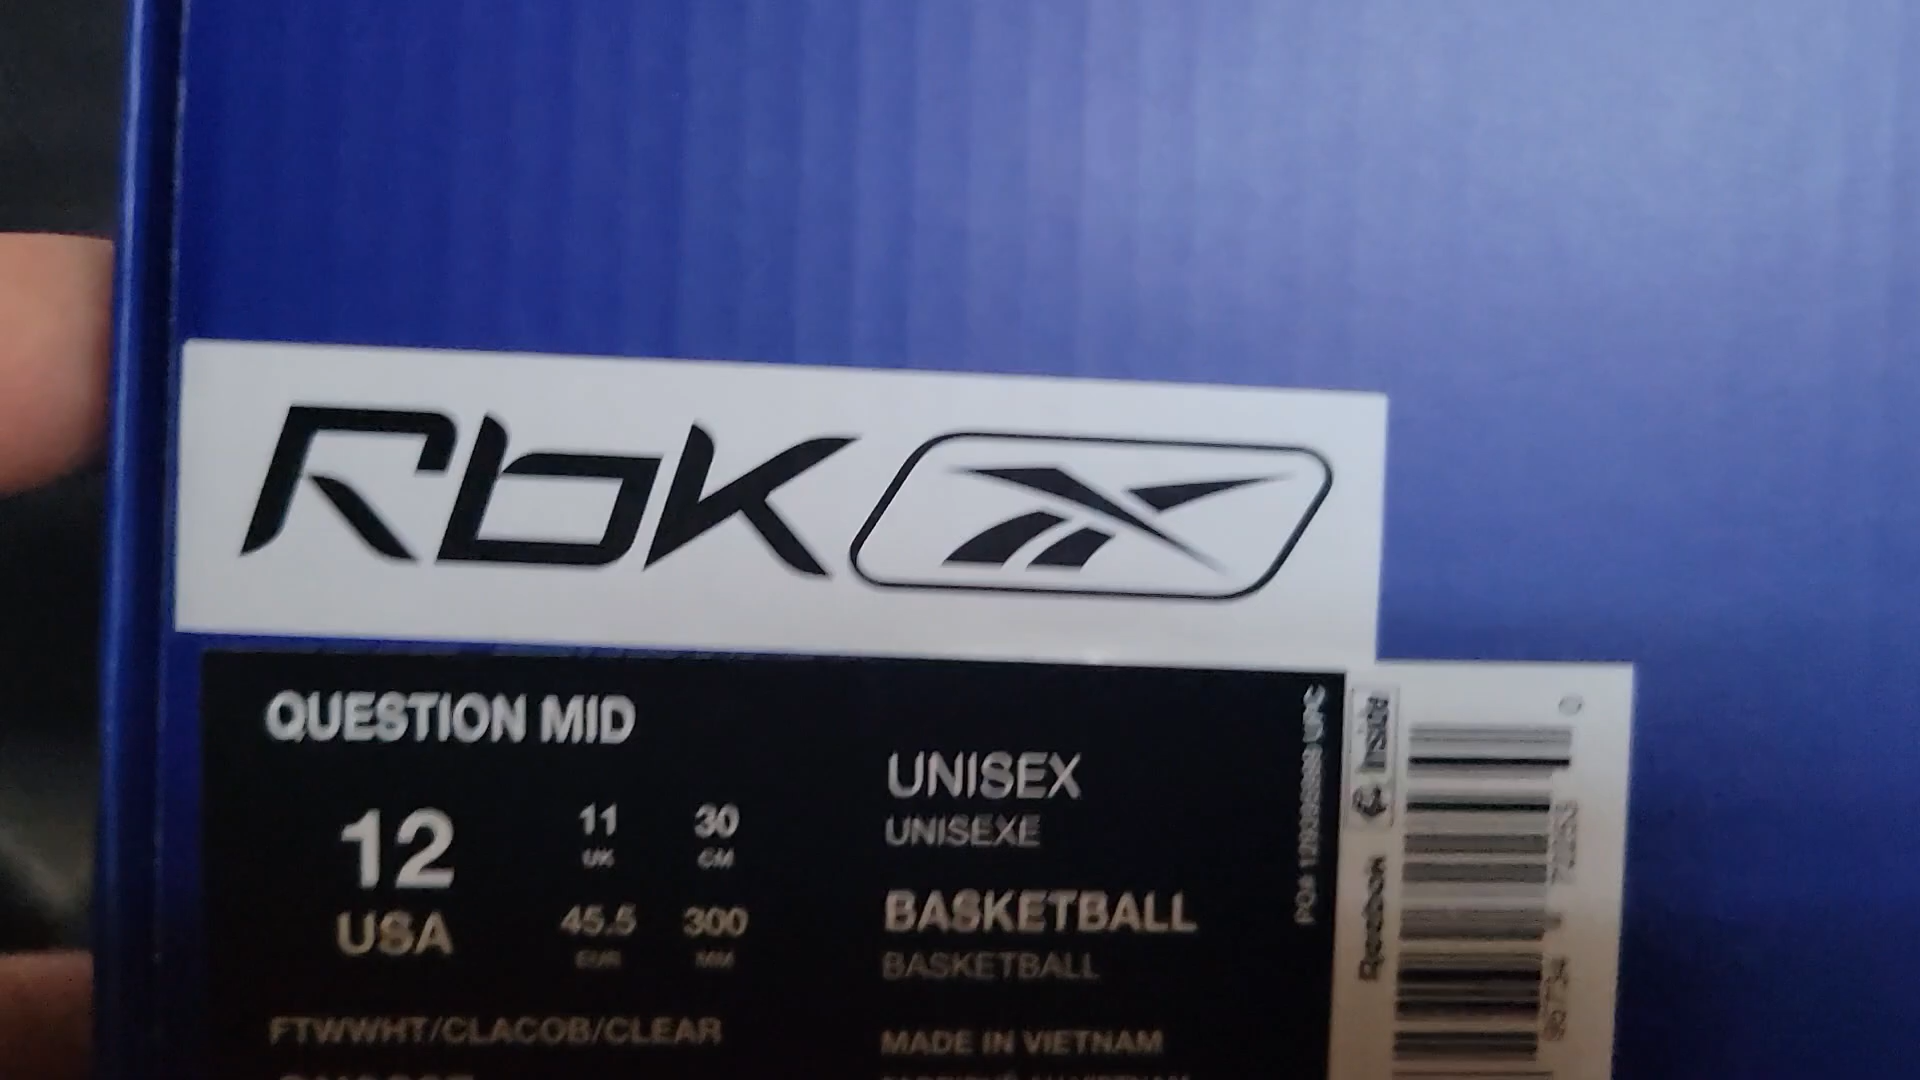 Rbk
QUESTION MID
12
USA
11
UK
30
CM
45.5
EUR
300
MM
FTWWHT/CLACOB/CLEAR
UNISEX
UNISEXE
BASKETBALL
BASKETBALL
MADE IN VIETNAM
Reebok
0